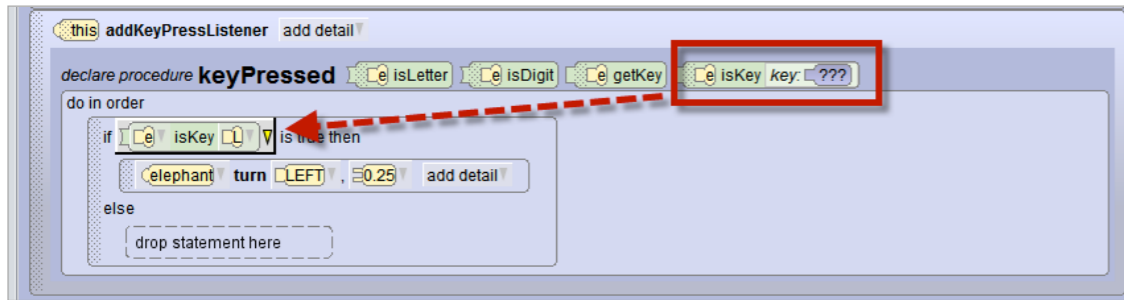 this addKeyPressListener add detail
declare procedure keyPressed e isLetter e isDigit e getKey e isKey key: ???
do in order
if e isKey L is true then
elephant turn LEFT , 0.25 add detail
else
drop statement here